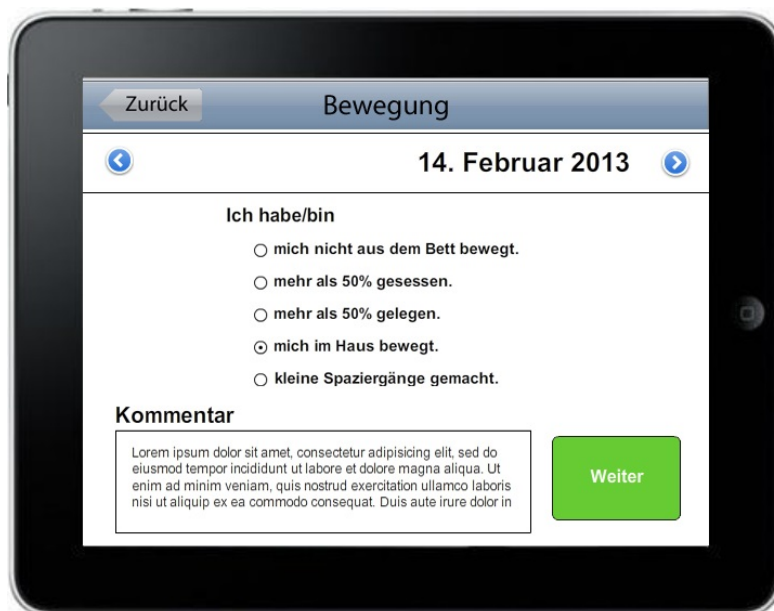 Zurück
Bewegung
14. Februar 2013
Ich habe/bin
mich nicht aus dem Bett bewegt.
mehr als 50% gesessen.
mehr als 50% gelegen.
mich im Haus bewegt.
kleine Spaziergänge gemacht.
Kommentar
Lorem ipsum dolor sit amet, consectetur adipisicing elit, sed do
eiusmod tempor incididunt ut labore et dolore magna aliqua. Ut
enim ad minim veniam, quis nostrud exercitation ullamco laboris
nisi ut aliquip ex ea commodo consequat. Duis aute irure dolor in
Weiter